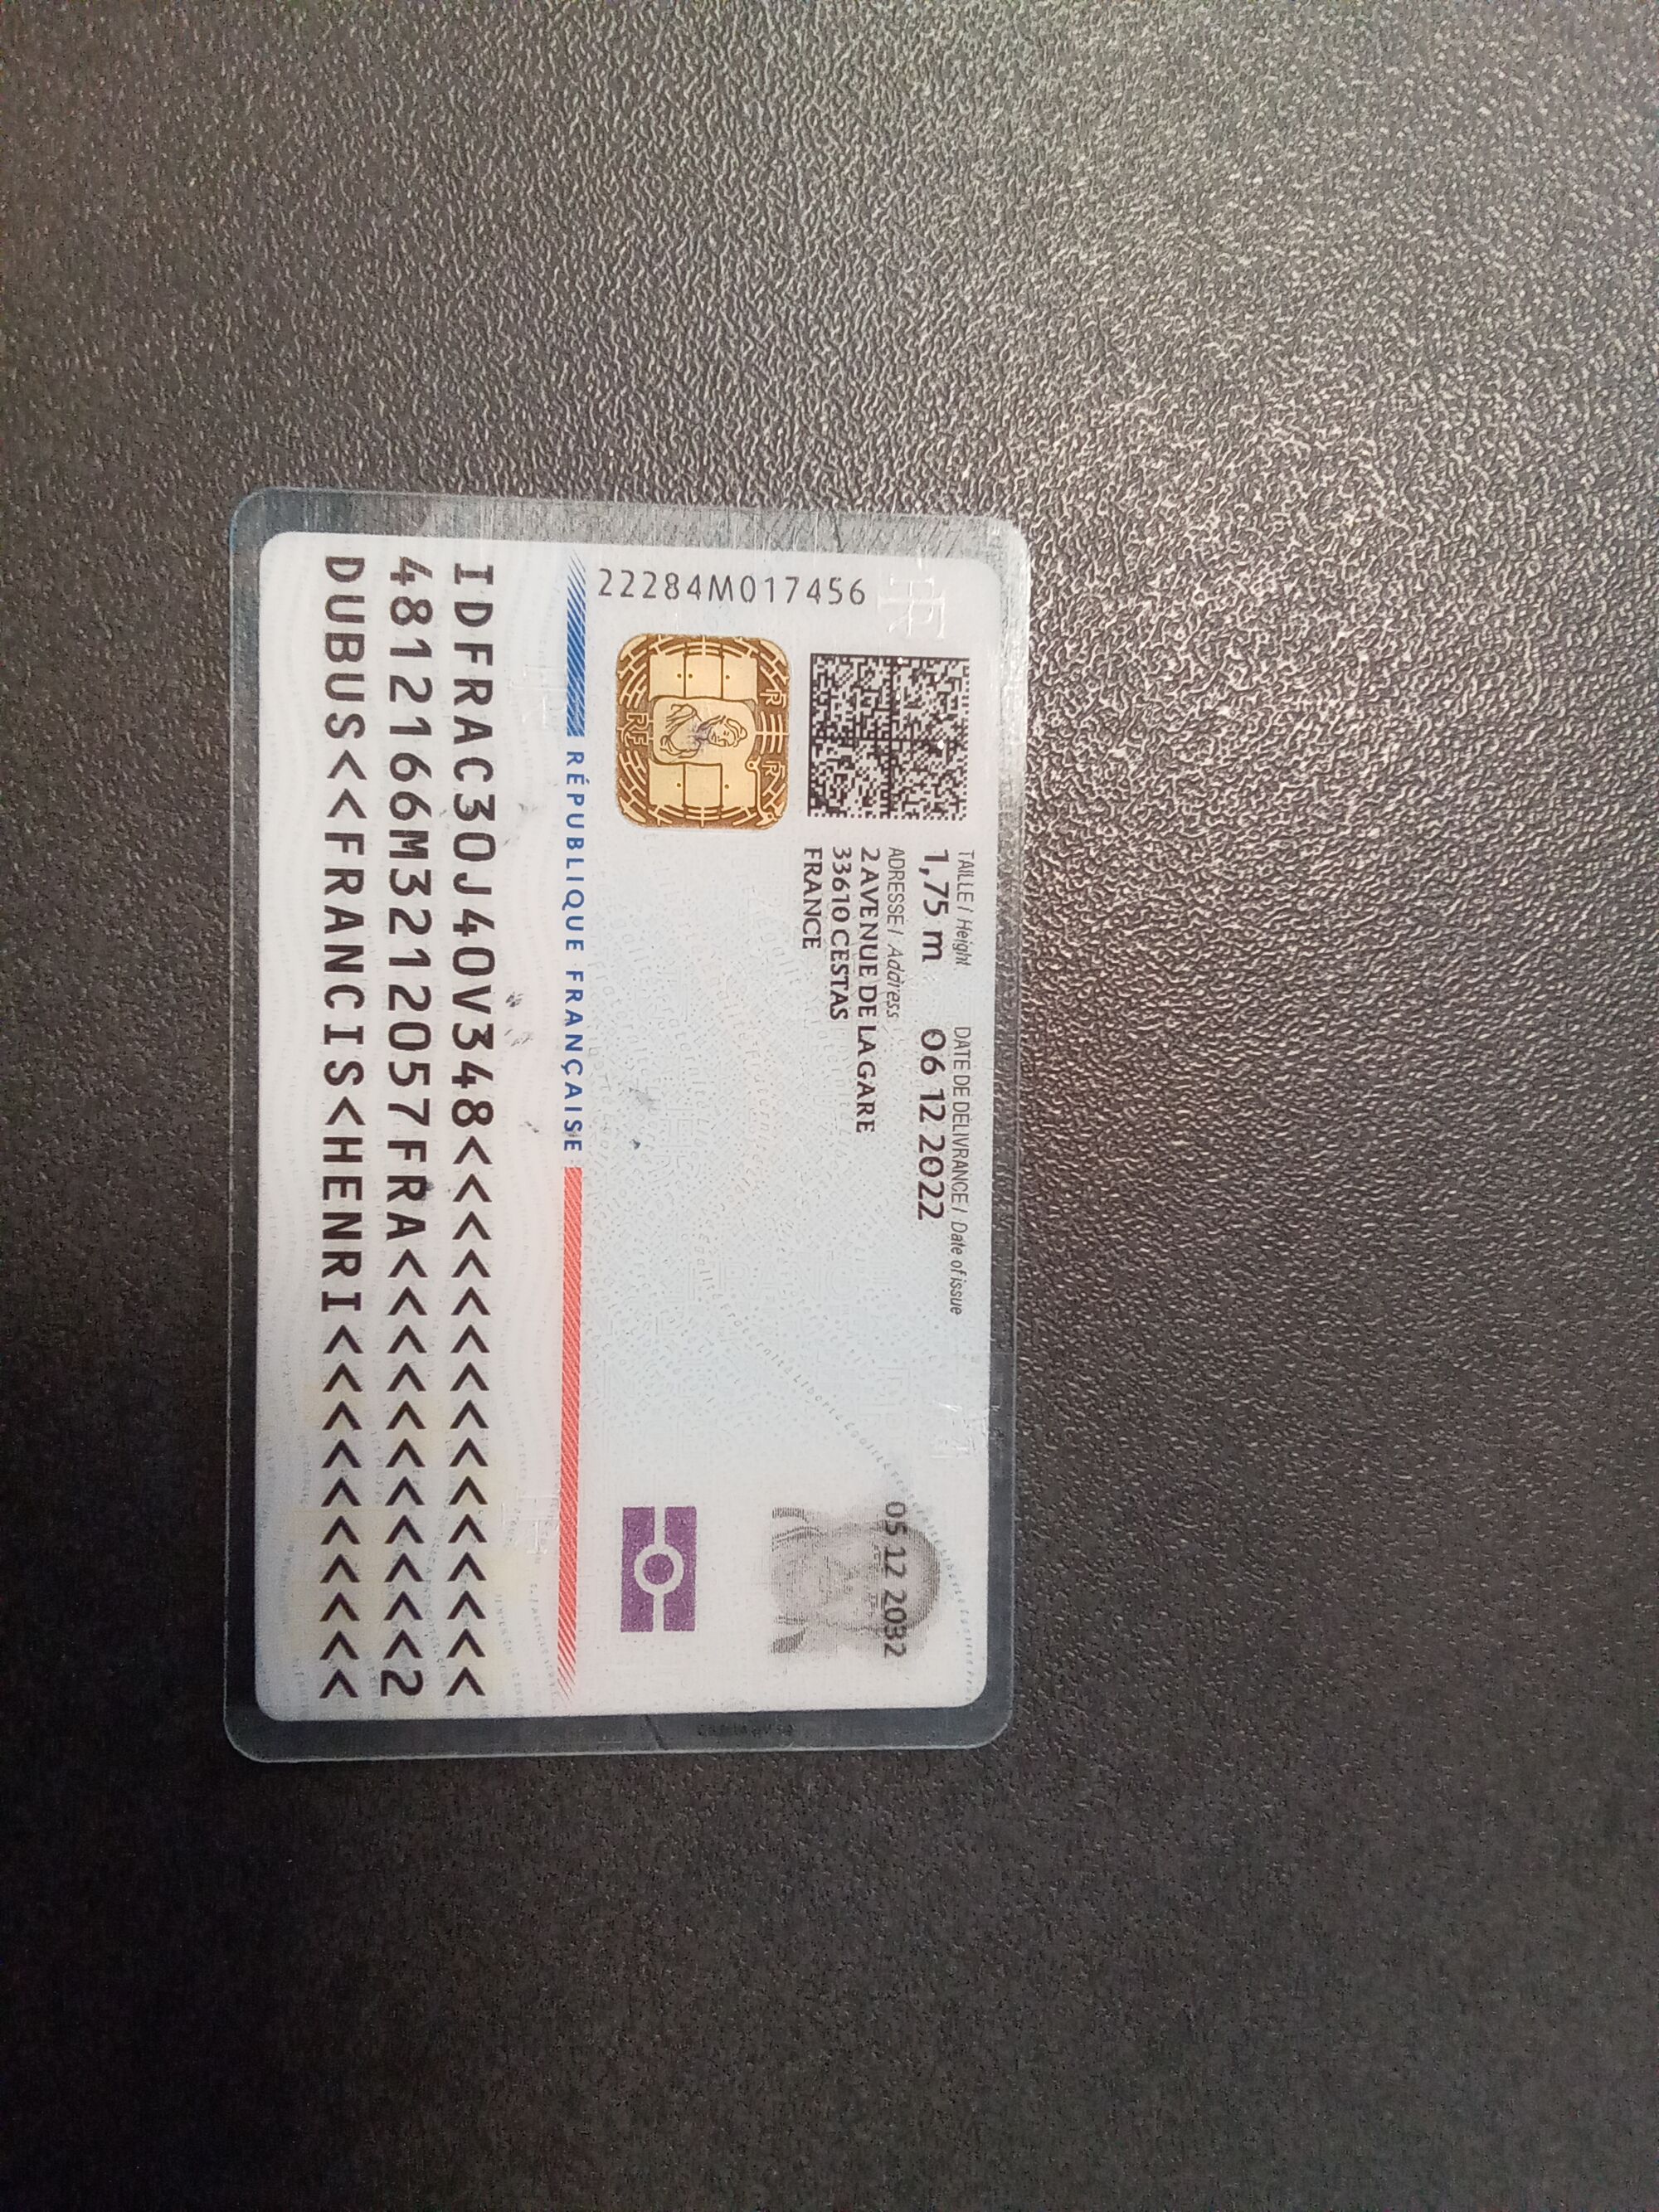 22284M017456
TAILLE / Height
DATE DE DÉLIVRANCE / Date of issue
1,75 m
06 12 2022
ADRESSE / Address
2 AVENUE DE LA GARE
33610 CESTAS
FRANCE
05 12 2032
RÉPUBLIQUE FRANÇAISE
IDFRAC3OJ40V348<<<<<<<<<<<<<<<
4812166M3212057FRA<<<<<<<<<<<2
DUBUS<<FRANCIS<HENRI<<<<<<<<<<